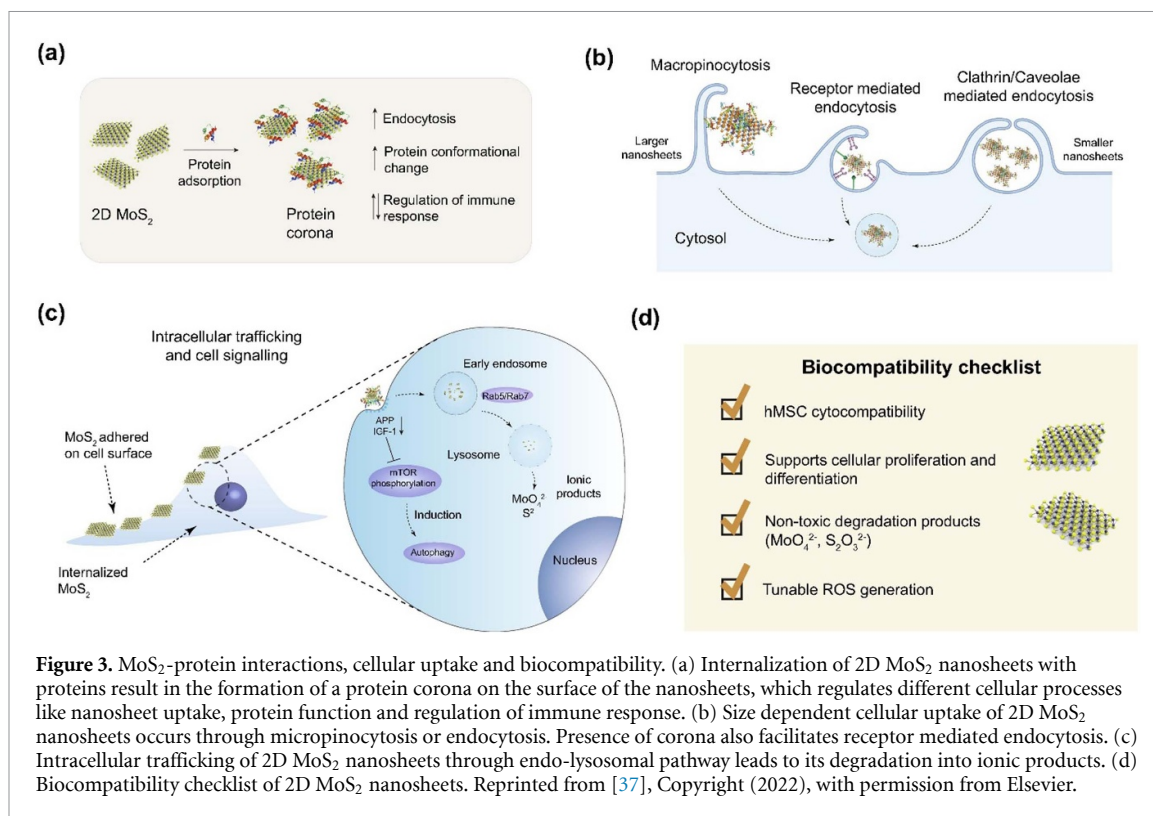 (a)
2D MoS₂
Protein
adsorption
Protein
corona
↑ Endocytosis
↑ Protein conformational
change
↑↓ Regulation of immune
response
(b)
Macropinocytosis
Receptor mediated
endocytosis
Clathrin/Caveolae
mediated endocytosis
Larger
nanosheets
Smaller
nanosheets
Cytosol
(c)
Intracellular trafficking
and cell signalling
MoS₂ adhered
on cell surface
Internalized
MoS₂
Early endosome
Rab5/Rab7
APP
IGF-1 ↓
Lysosome
mTOR
phosphorylation
Ionic
products
MoO₄²
S²
Induction
Autophagy
Nucleus
(d)
Biocompatibility checklist
hMSC cytocompatibility
Supports cellular proliferation and
differentiation
Non-toxic degradation products
(MoO₄²⁻, S₂O₃²⁻)
Tunable ROS generation
Figure 3. MoS₂-protein interactions, cellular uptake and biocompatibility. (a) Internalization of 2D MoS₂ nanosheets with
proteins result in the formation of a protein corona on the surface of the nanosheets, which regulates different cellular processes
like nanosheet uptake, protein function and regulation of immune response. (b) Size dependent cellular uptake of 2D MoS₂
nanosheets occurs through micropinocytosis or endocytosis. Presence of corona also facilitates receptor mediated endocytosis. (c)
Intracellular trafficking of 2D MoS₂ nanosheets through endo-lysosomal pathway leads to its degradation into ionic products. (d)
Biocompatibility checklist of 2D MoS₂ nanosheets. Reprinted from [37], Copyright (2022), with permission from Elsevier.